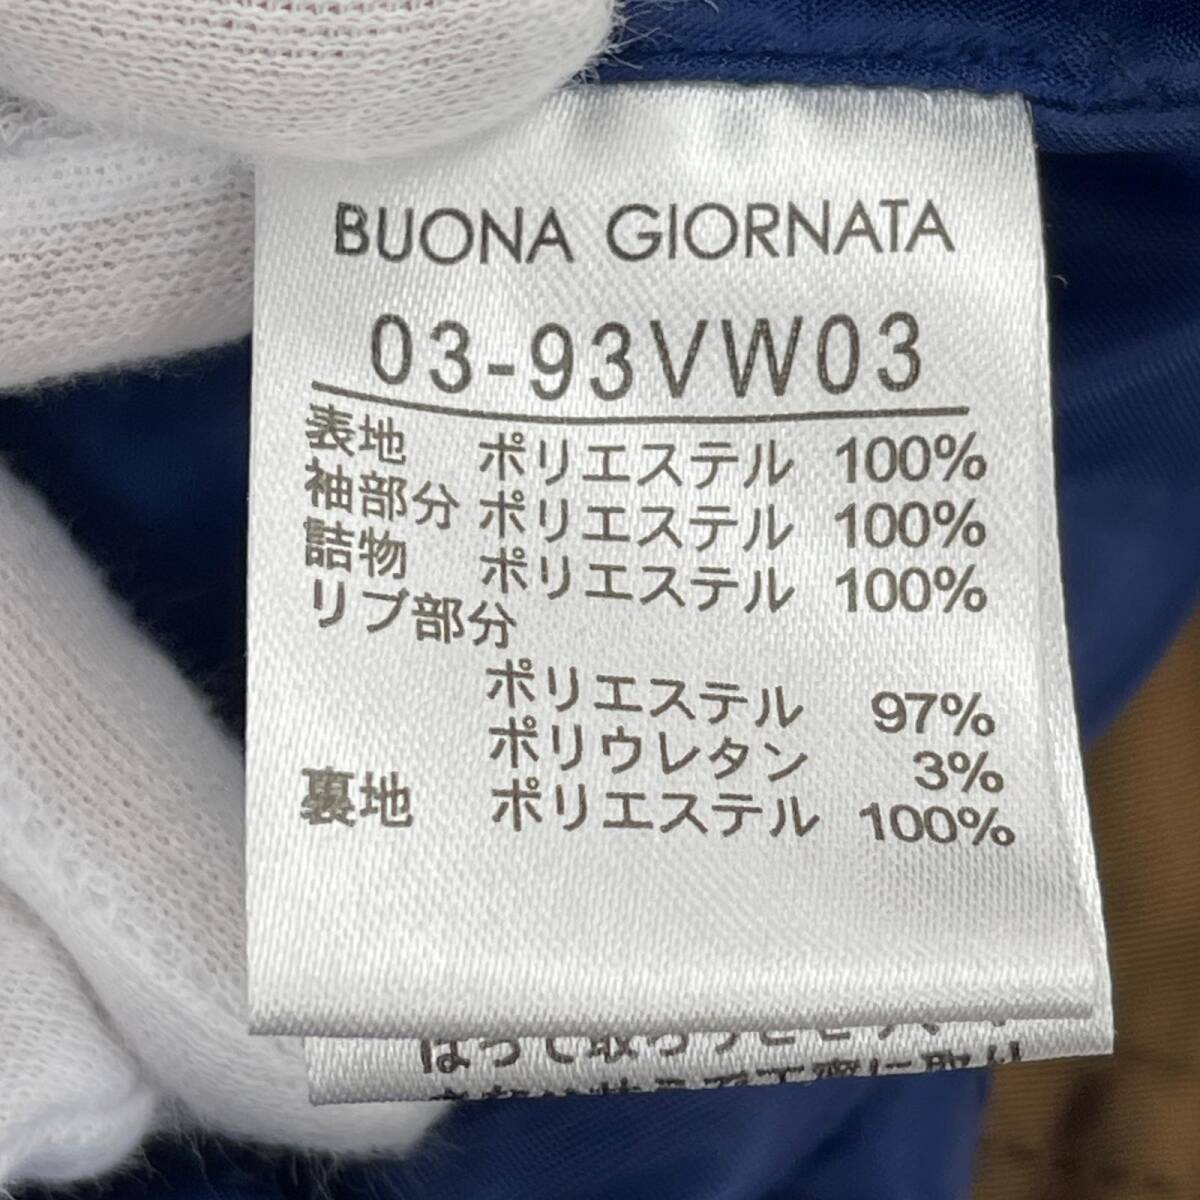 BUONA GIORNATA
03-93VW03
表地 ポリエステル 100%
袖部分 ポリエステル 100%
詰物 ポリエステル 100%
リブ部分
ポリエステル 97%
ポリウレタン 3%
裏地 ポリエステル 100%